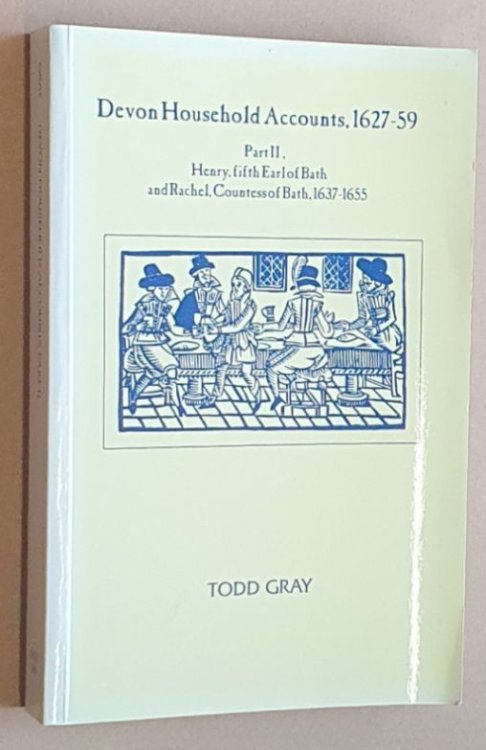 Devon Household Accounts, 1627-59
Part II,
Henry, fifth Earl of Bath
and Rachel, Countess of Bath, 1637-1655
TODD GRAY